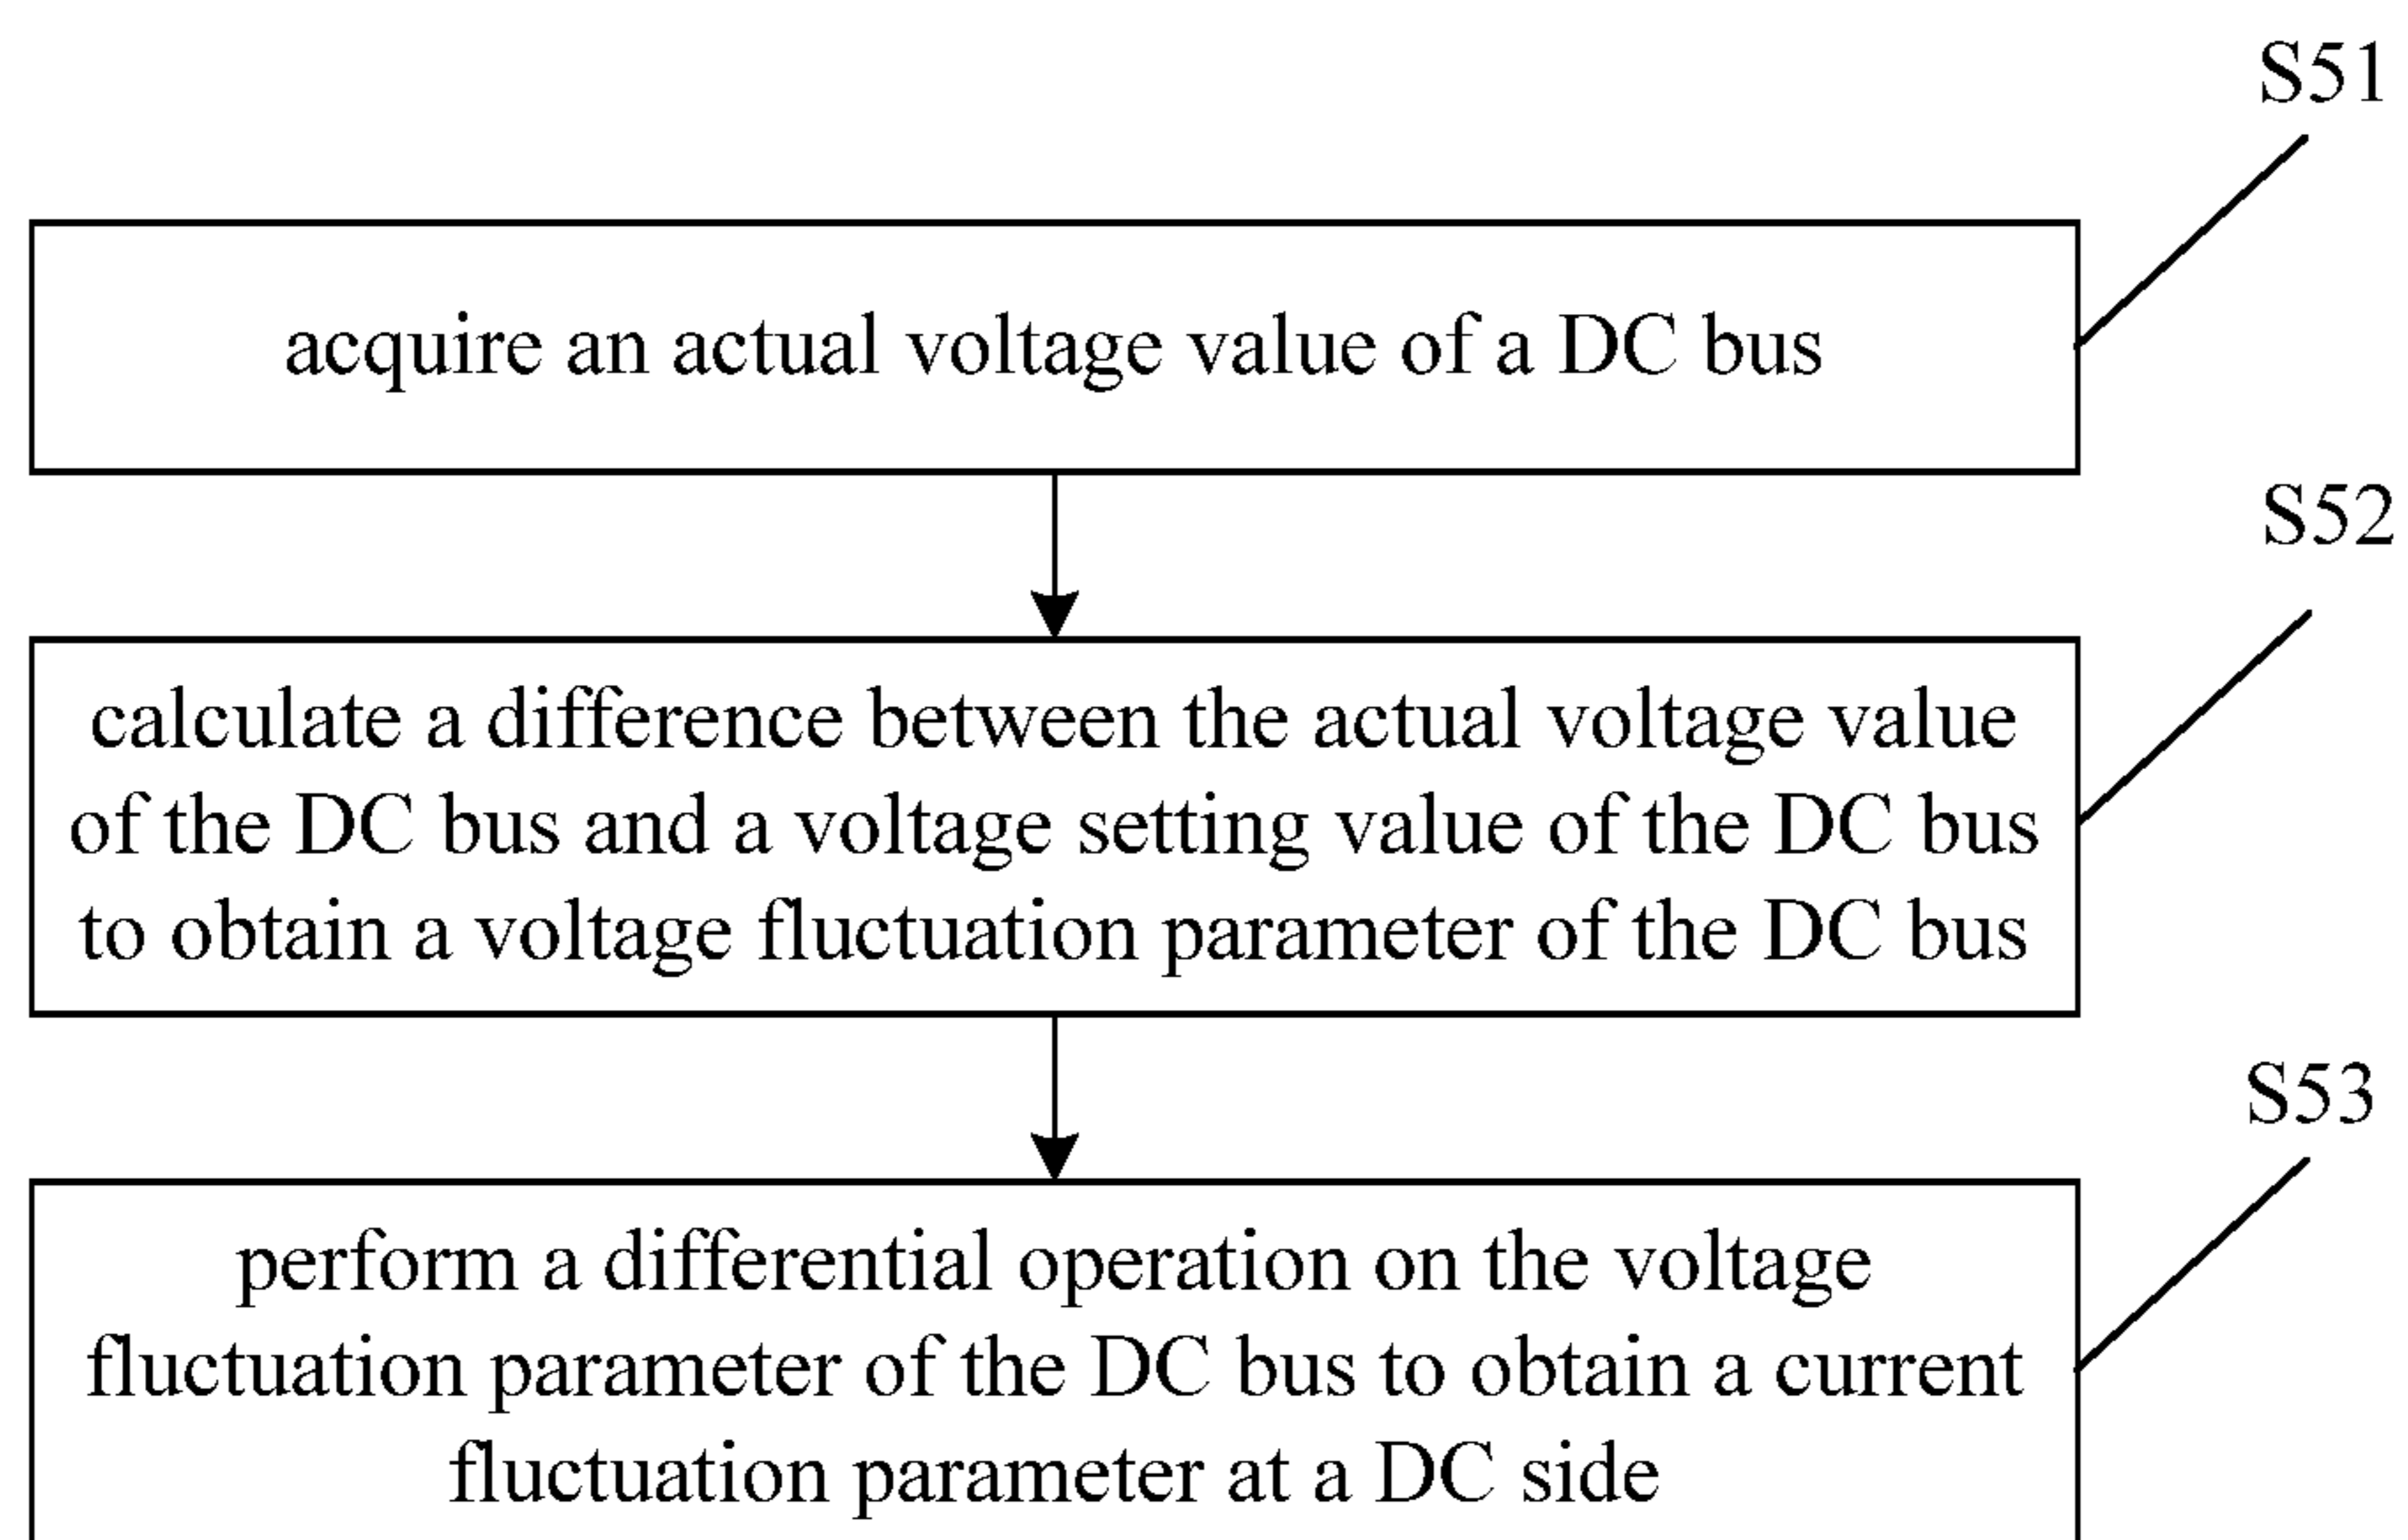 S51
acquire an actual voltage value of a DC bus
S52
calculate a difference between the actual voltage value
of the DC bus and a voltage setting value of the DC bus
to obtain a voltage fluctuation parameter of the DC bus
S53
perform a differential operation on the voltage
fluctuation parameter of the DC bus to obtain a current
fluctuation parameter at a DC side